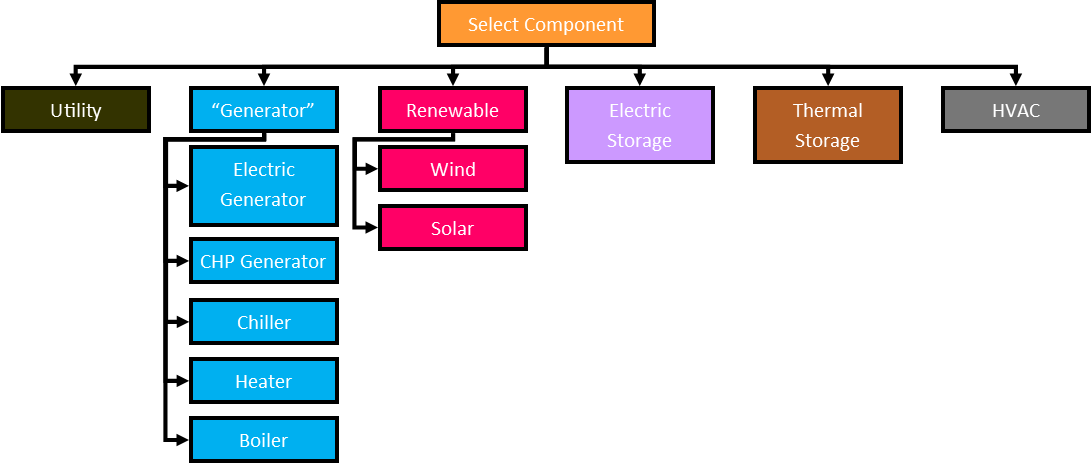 Select Component
Utility
“Generator”
Renewable
Electric
Storage
Thermal
Storage
HVAC
Electric
Generator
CHP Generator
Chiller
Heater
Boiler
Wind
Solar